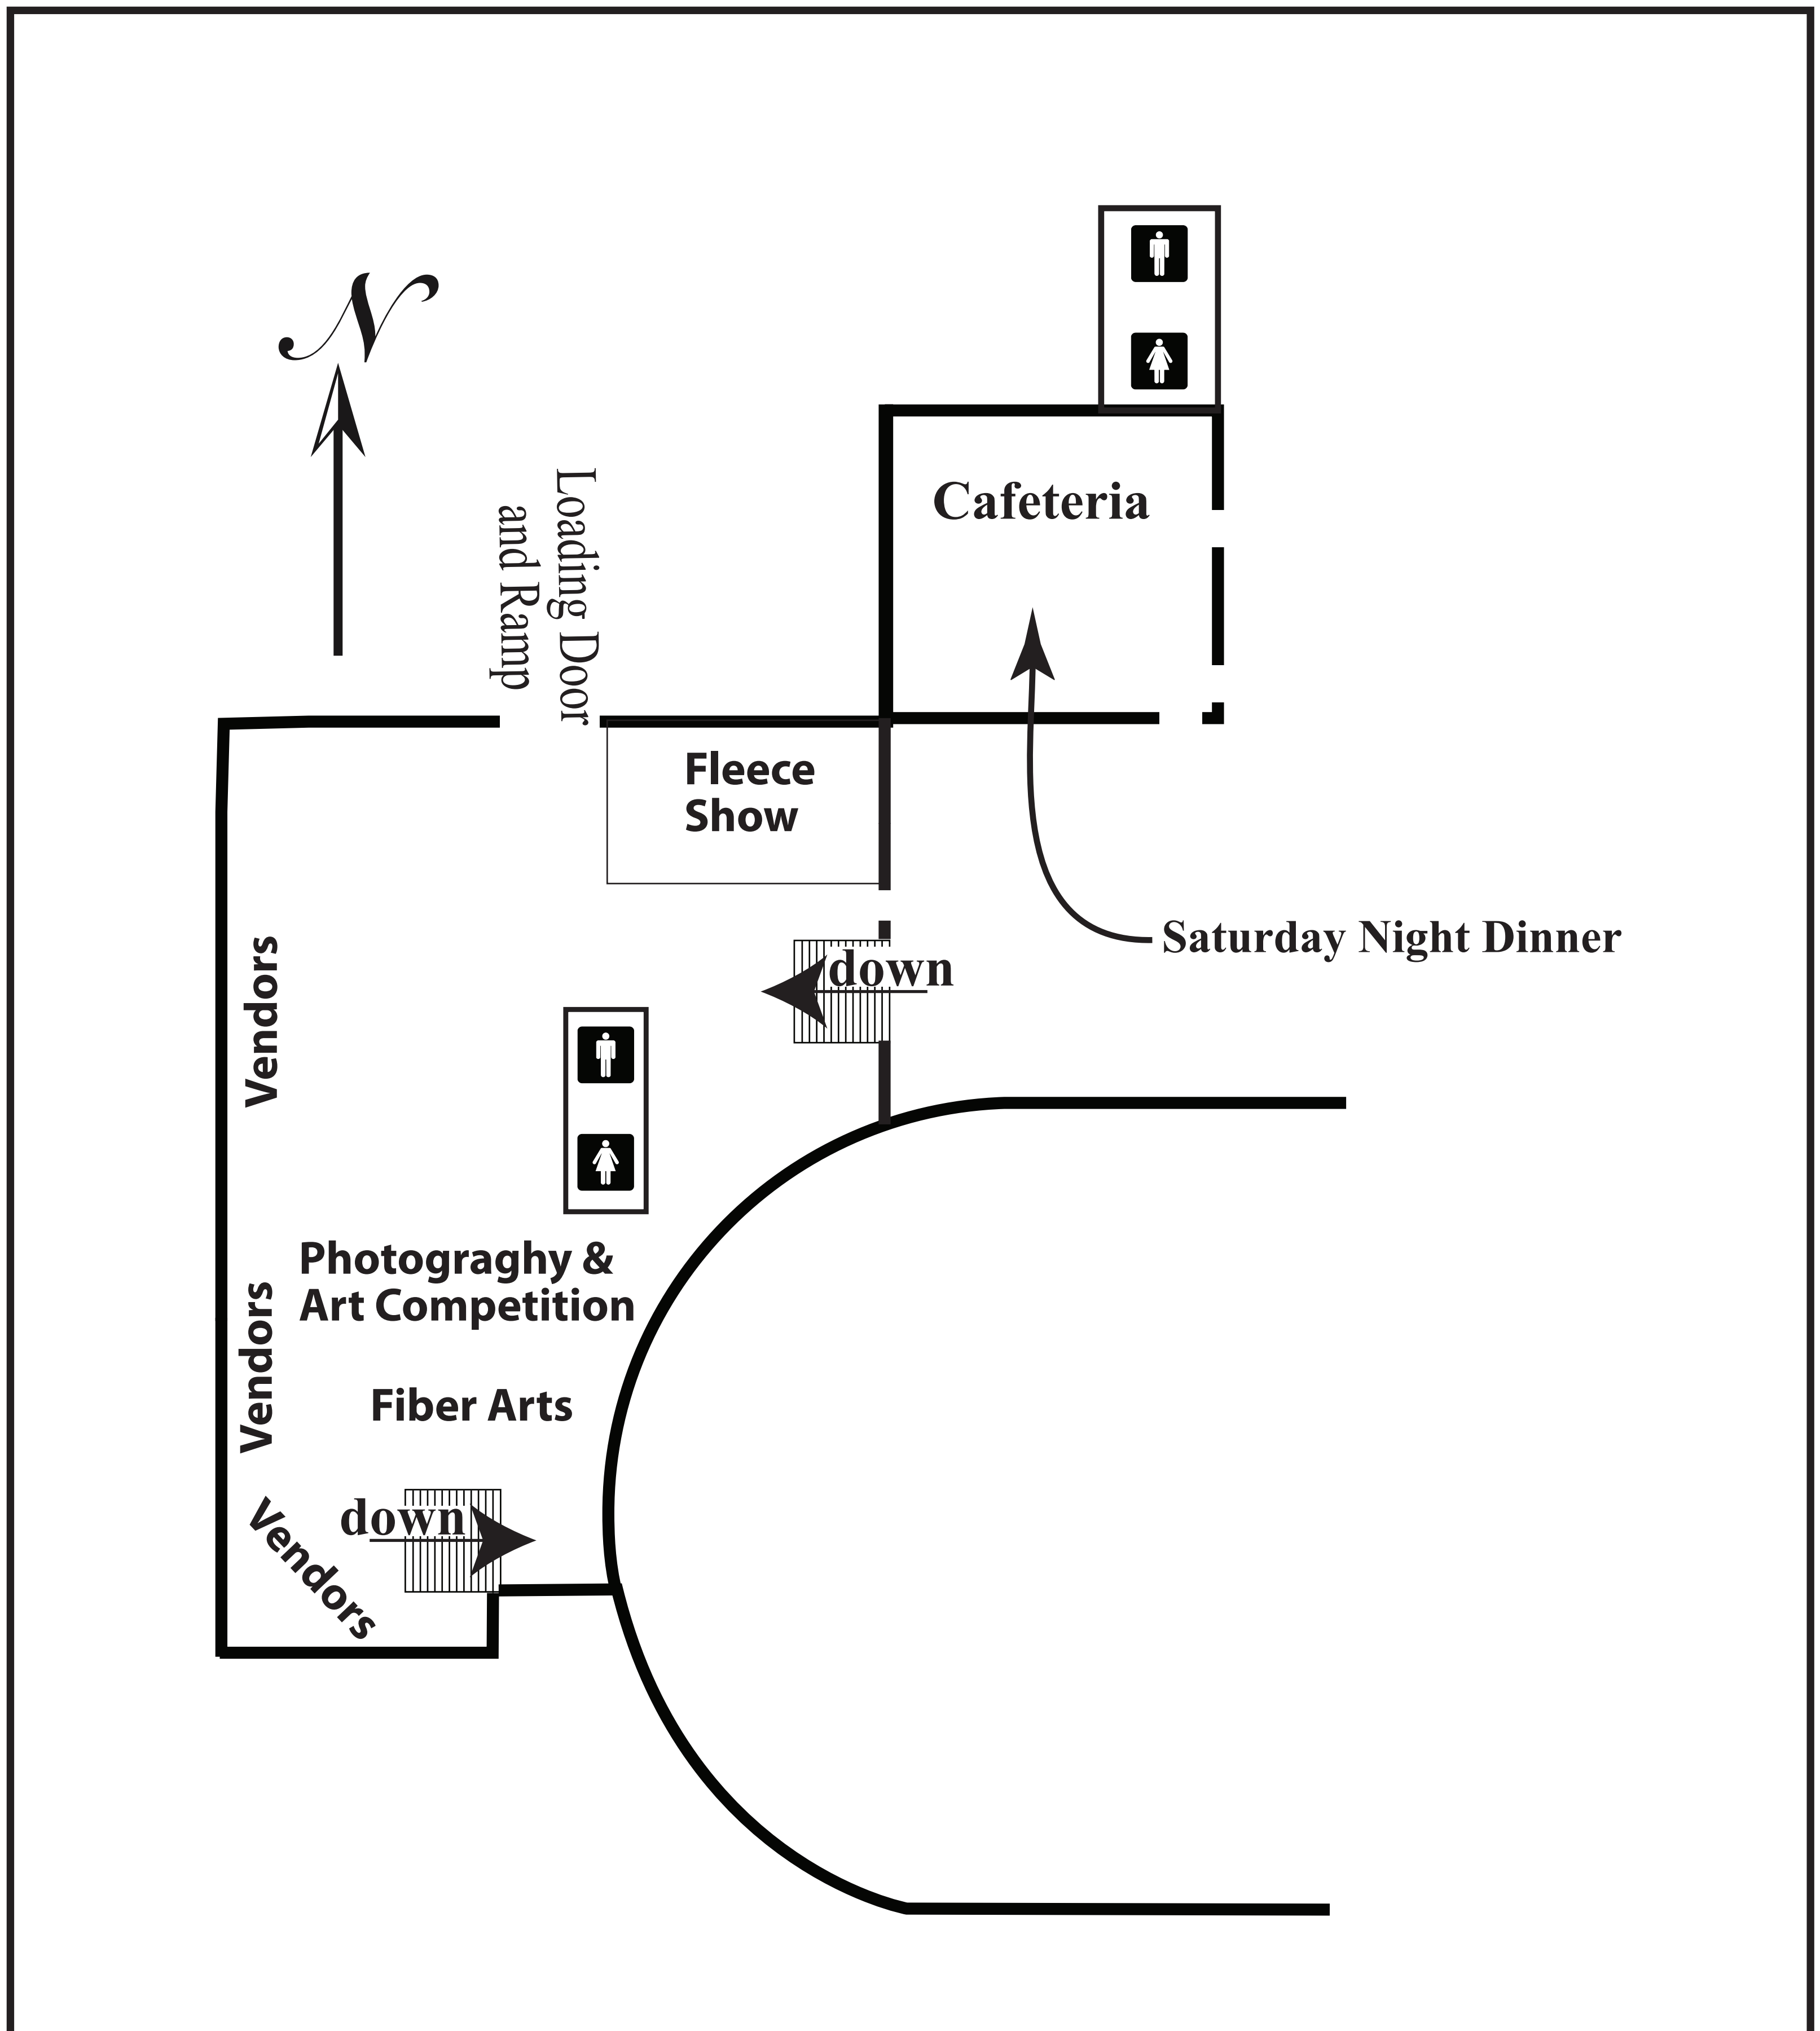 N
Loading Door
and Ramp
Cafeteria
Fleece
Show
Saturday Night Dinner
down
Vendors
Photograghy &
Art Competition
Vendors
Fiber Arts
down
Vendors